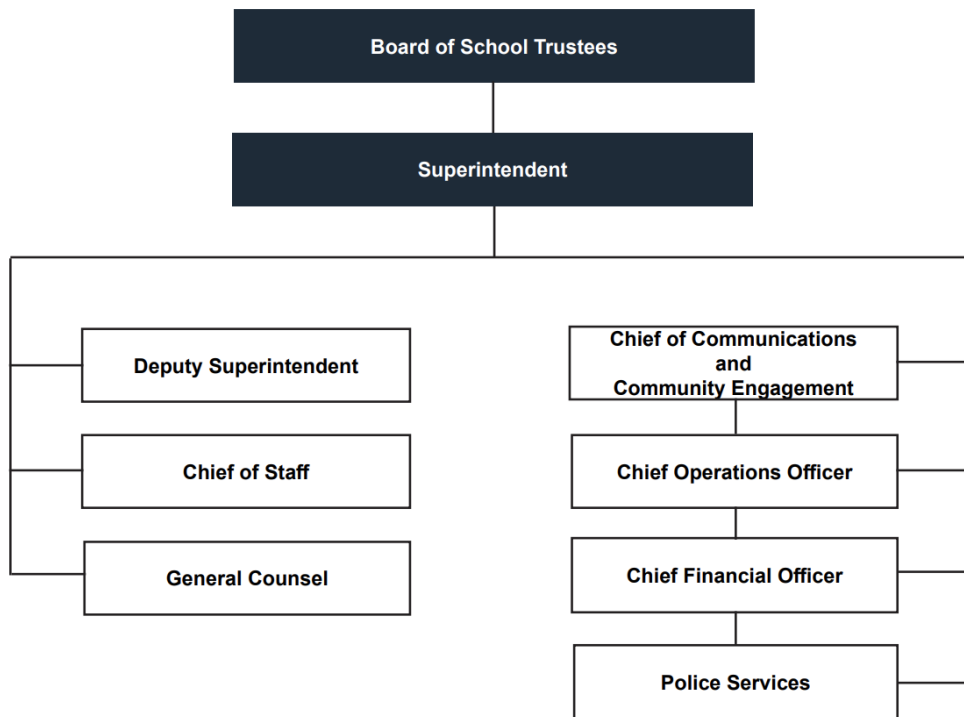 Board of School Trustees
Superintendent
Deputy Superintendent
Chief of Staff
General Counsel
Chief of Communications
and
Community Engagement
Chief Operations Officer
Chief Financial Officer
Police Services